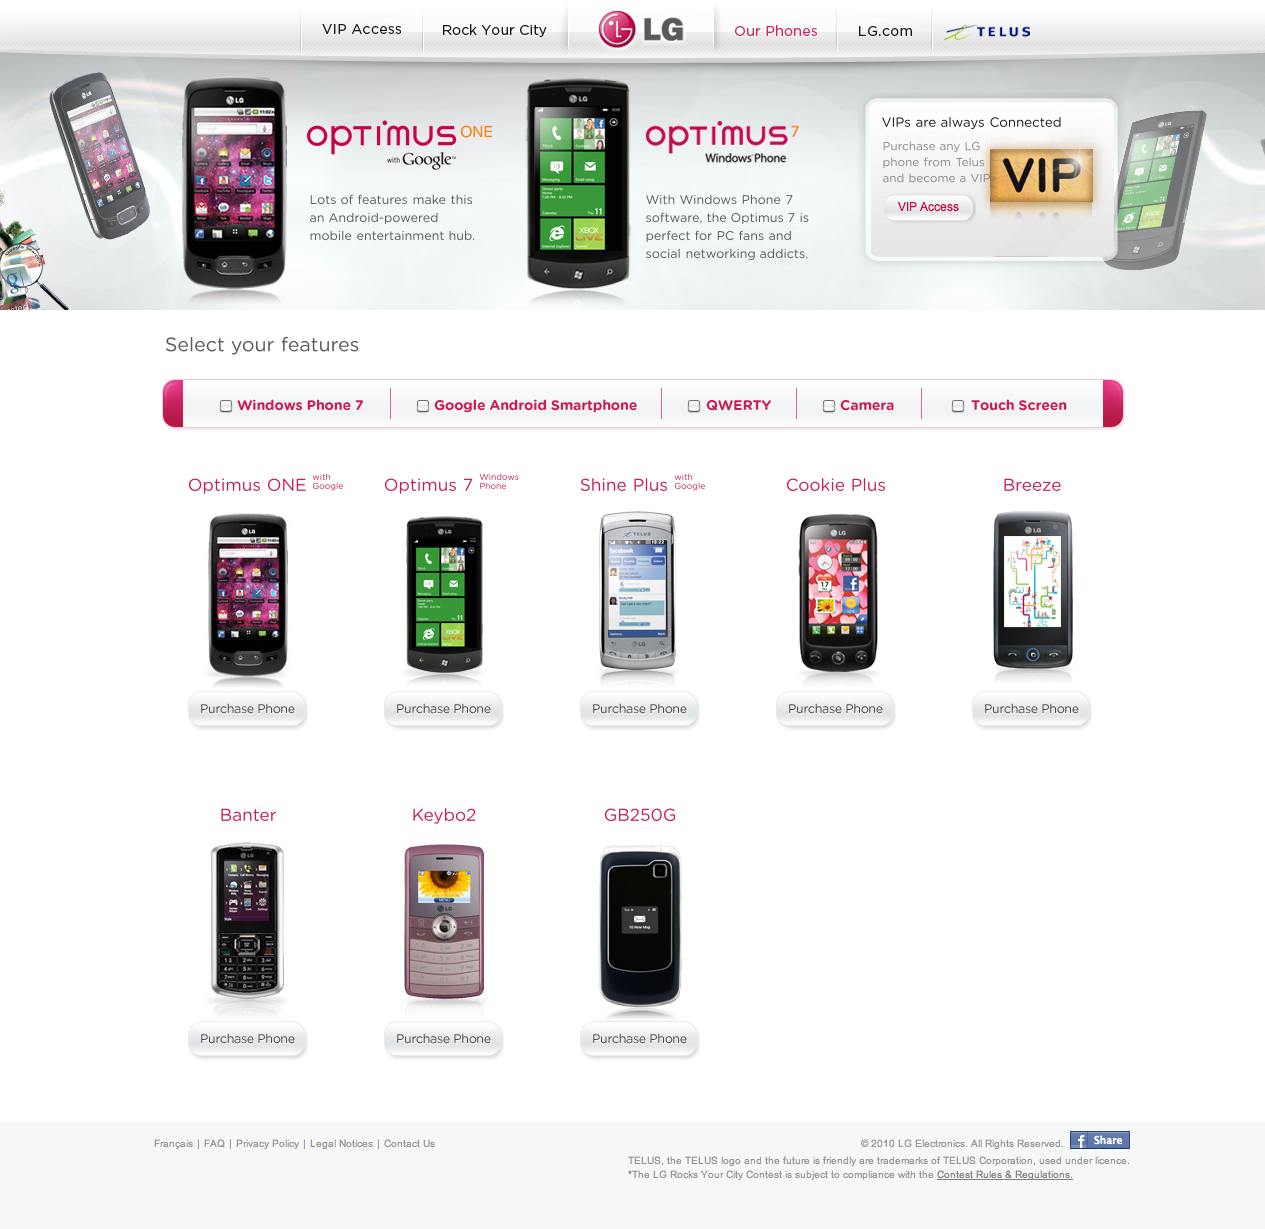 VIP Access
Rock Your City
LG
Our Phones
LG.com
TELUS
OPTIMUS ONE
with Google™
Lots of features make this
an Android-powered
mobile entertainment hub.
OPTIMUS 7
Windows Phone
With Windows Phone 7
software, the Optimus 7 is
perfect for PC fans and
social networking addicts.
VIPs are always Connected
Purchase any LG
phone from Telus
and become a VIP
VIP Access
VIP
Select your features
Windows Phone 7
Google Android Smartphone
QWERTY
Camera
Touch Screen
Optimus ONE with Google
Optimus 7 Windows Phone
Shine Plus with Google
Cookie Plus
Breeze
Purchase Phone
Purchase Phone
Purchase Phone
Purchase Phone
Purchase Phone
Banter
Keybo2
GB250G
Purchase Phone
Purchase Phone
Purchase Phone
Français | FAQ | Privacy Policy | Legal Notices | Contact Us
© 2010 LG Electronics. All Rights Reserved.
Share
TELUS, the TELUS logo and the future is friendly are trademarks of TELUS Corporation, used under licence.
*The LG Rocks Your City Contest is subject to compliance with the Contest Rules & Regulations.